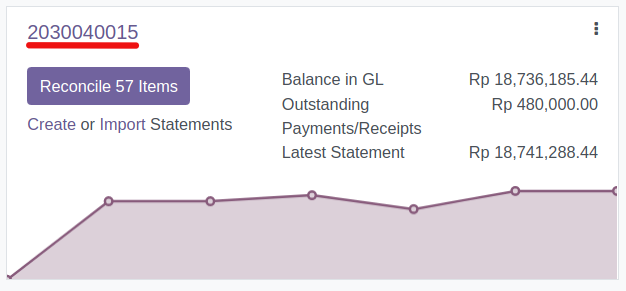 2030040015
Reconcile 57 Items
Create or Import Statements
Balance in GL Rp 18,736,185.44
Outstanding Rp 480,000.00
Payments/Receipts
Latest Statement Rp 18,741,288.44